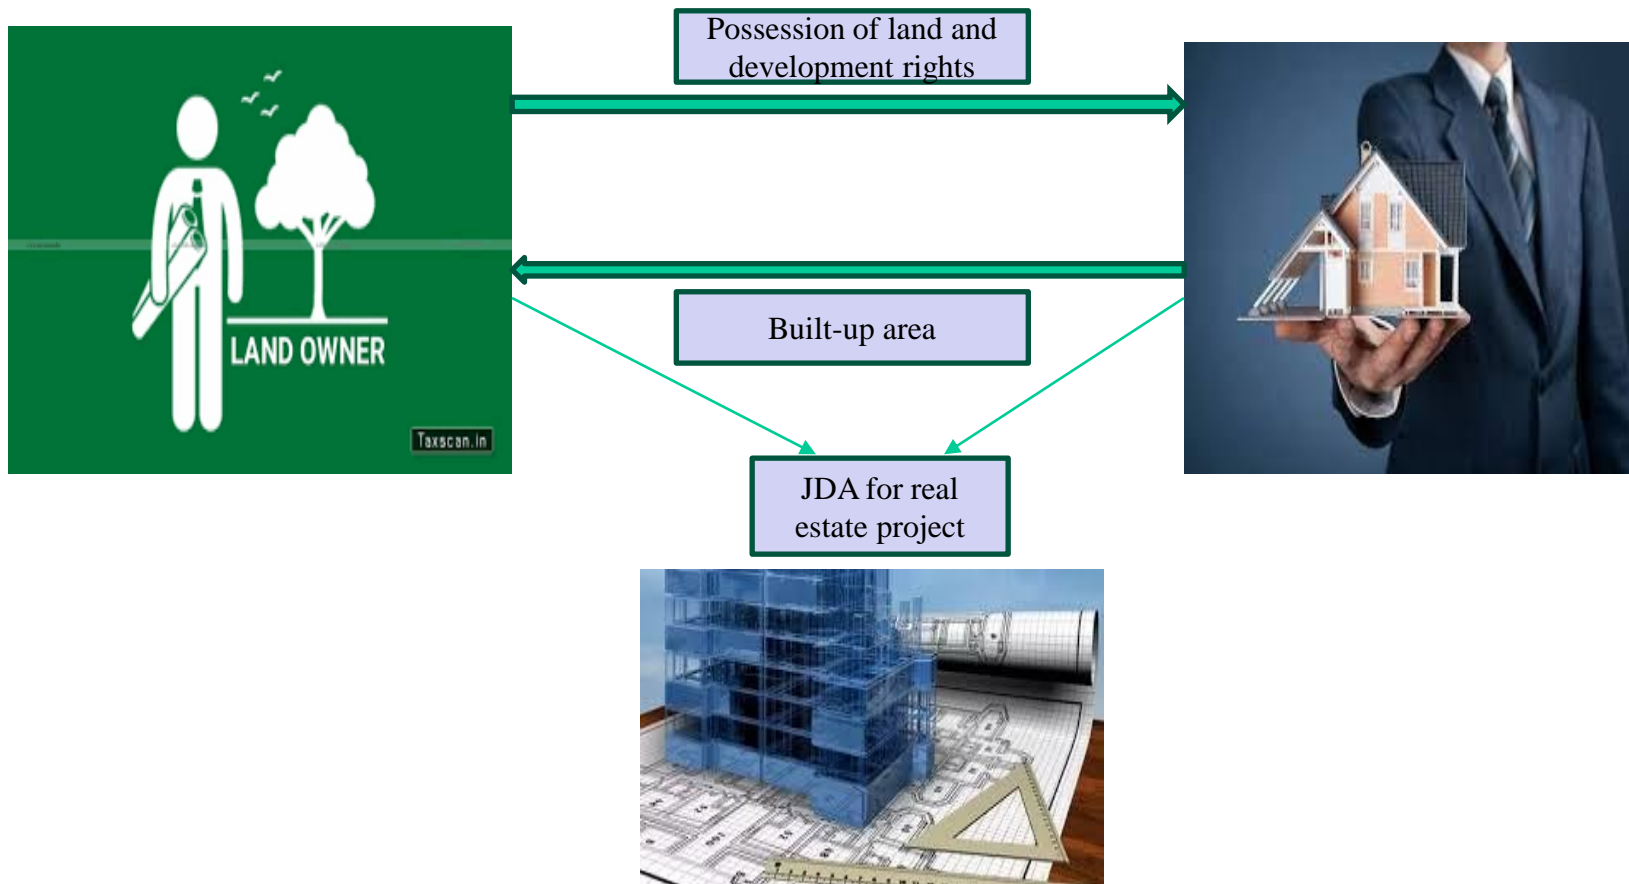 Possession of land and
development rights
LAND OWNER
Taxscan.in
Built-up area
JDA for real
estate project